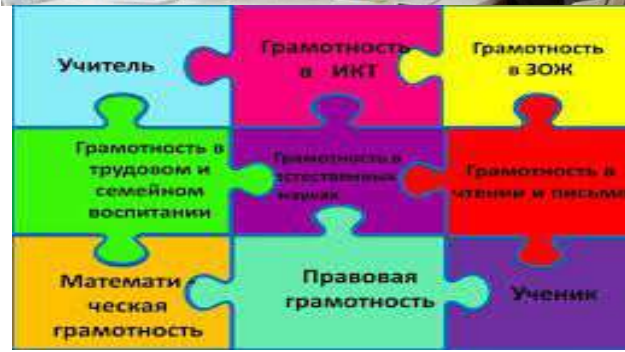 Учитель
Грамотность
в ИКТ
Грамотность
в ЗОЖ
Грамотность в
трудовом и
семейном
воспитании
Грамотность в
естественных
науках
Грамотность в
чтении и письме
Математи -
ческая
грамотность
Правовая
грамотность
Ученик